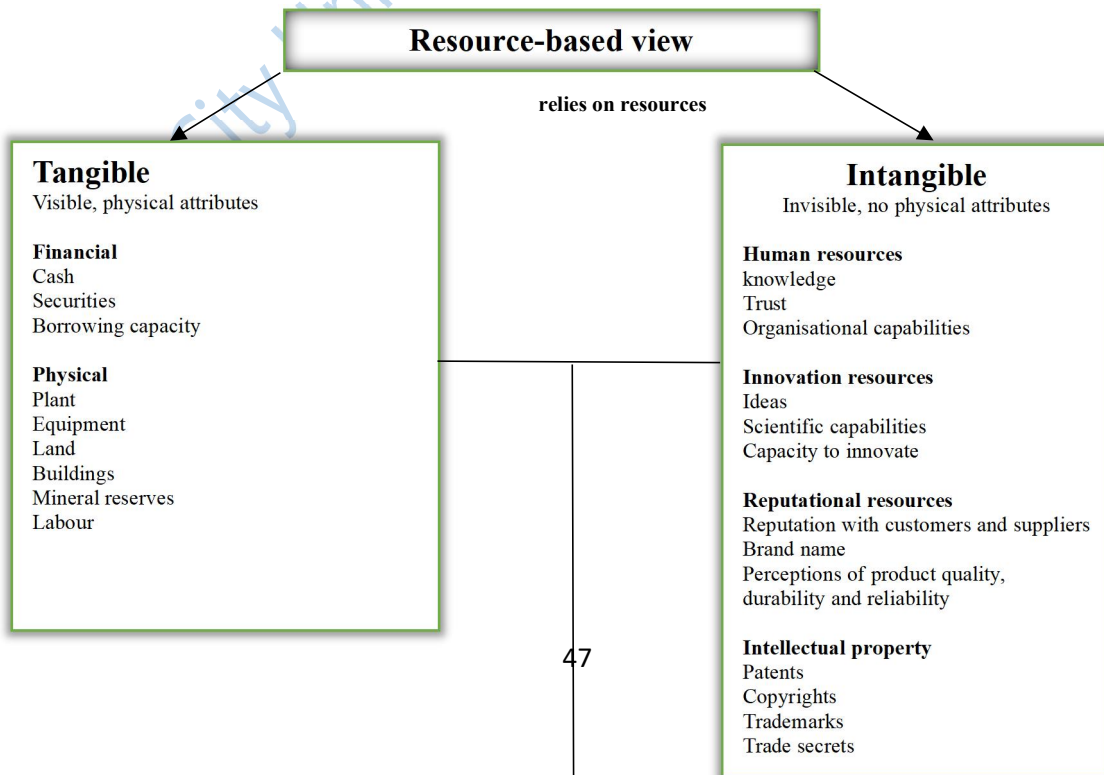 Resource-based view
relies on resources
Tangible
Visible, physical attributes
Financial
Cash
Securities
Borrowing capacity
Physical
Plant
Equipment
Land
Buildings
Mineral reserves
Labour
Intangible
Invisible, no physical attributes
Human resources
knowledge
Trust
Organisational capabilities
Innovation resources
Ideas
Scientific capabilities
Capacity to innovate
Reputational resources
Reputation with customers and suppliers
Brand name
Perceptions of product quality,
durability and reliability
Intellectual property
Patents
Copyrights
Trademarks
Trade secrets
47